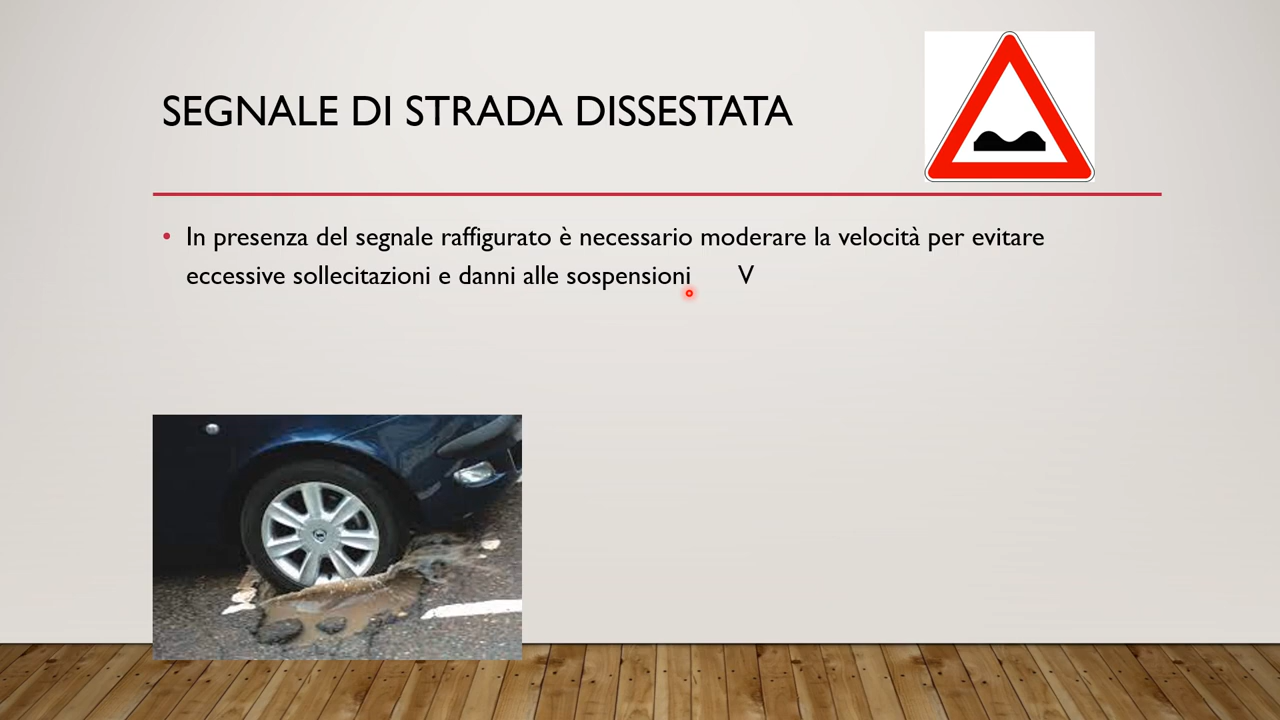 SEGNALE DI STRADA DISSESTATA
• In presenza del segnale raffigurato è necessario moderare la velocità per evitare
eccessive sollecitazioni e danni alle sospensioni V